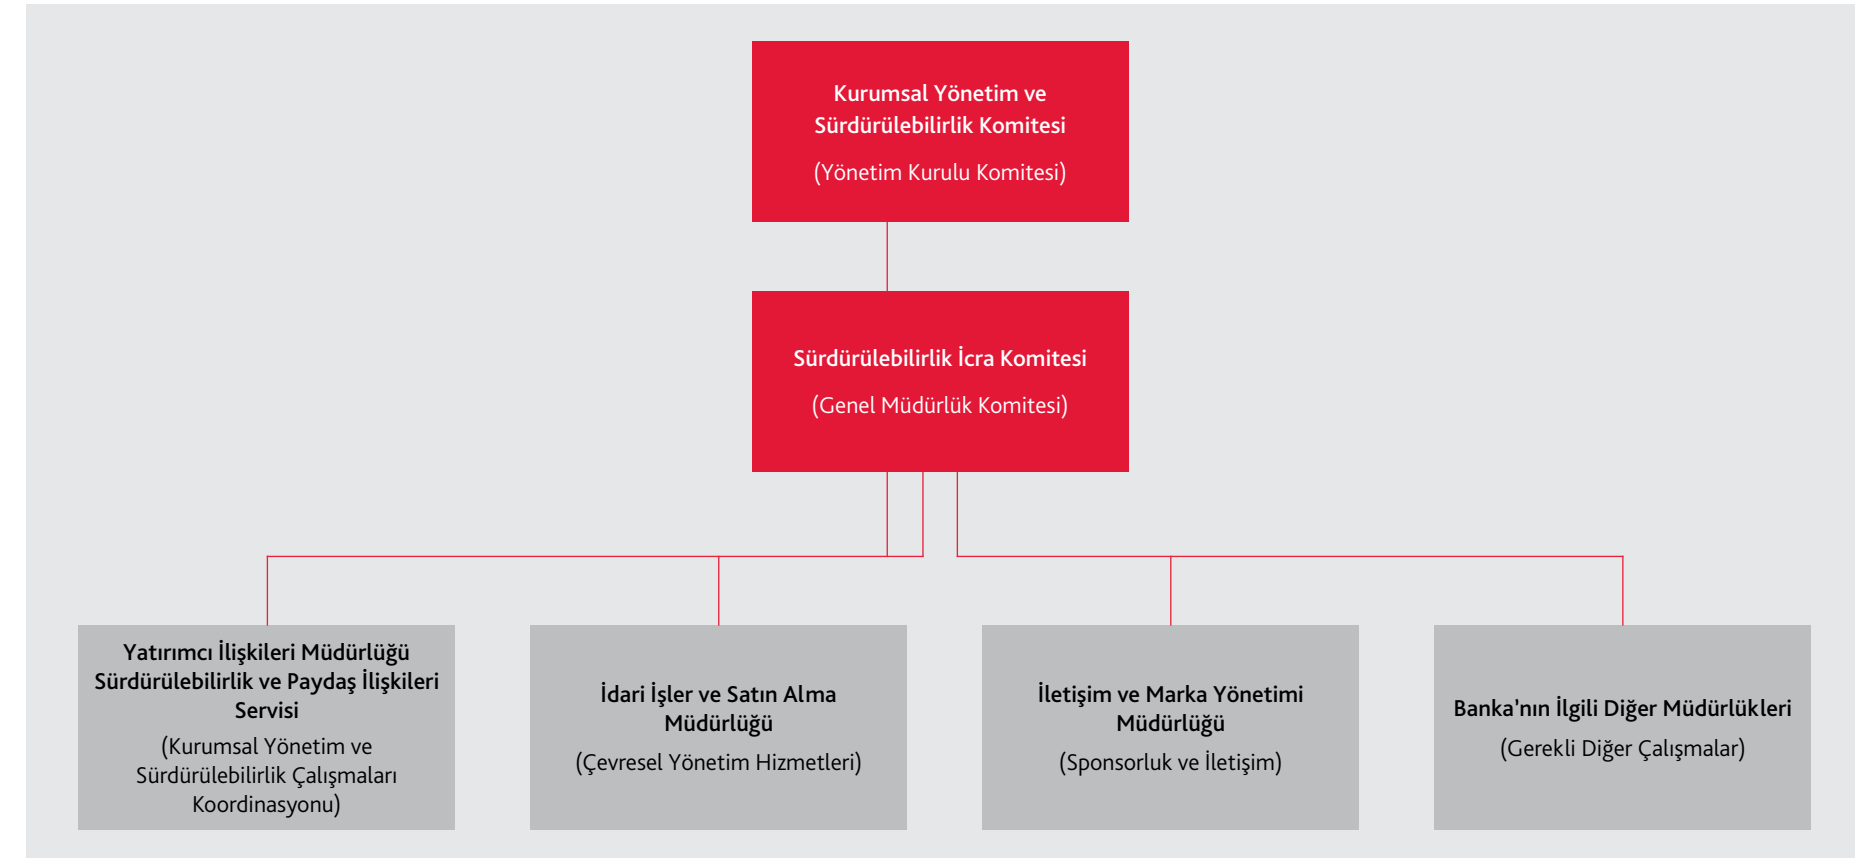 Kurumsal Yönetim ve
Sürdürülebilirlik Komitesi
(Yönetim Kurulu Komitesi)
Sürdürülebilirlik İcra Komitesi
(Genel Müdürlük Komitesi)
Yatırımcı İlişkileri Müdürlüğü
Sürdürülebilirlik ve Paydaş İlişkileri
Servisi
(Kurumsal Yönetim ve
Sürdürülebilirlik Çalışmaları
Koordinasyonu)
İdari İşler ve Satın Alma
Müdürlüğü
(Çevresel Yönetim Hizmetleri)
İletişim ve Marka Yönetimi
Müdürlüğü
(Sponsorluk ve İletişim)
Banka’nın İlgili Diğer Müdürlükleri
(Gerekli Diğer Çalışmalar)